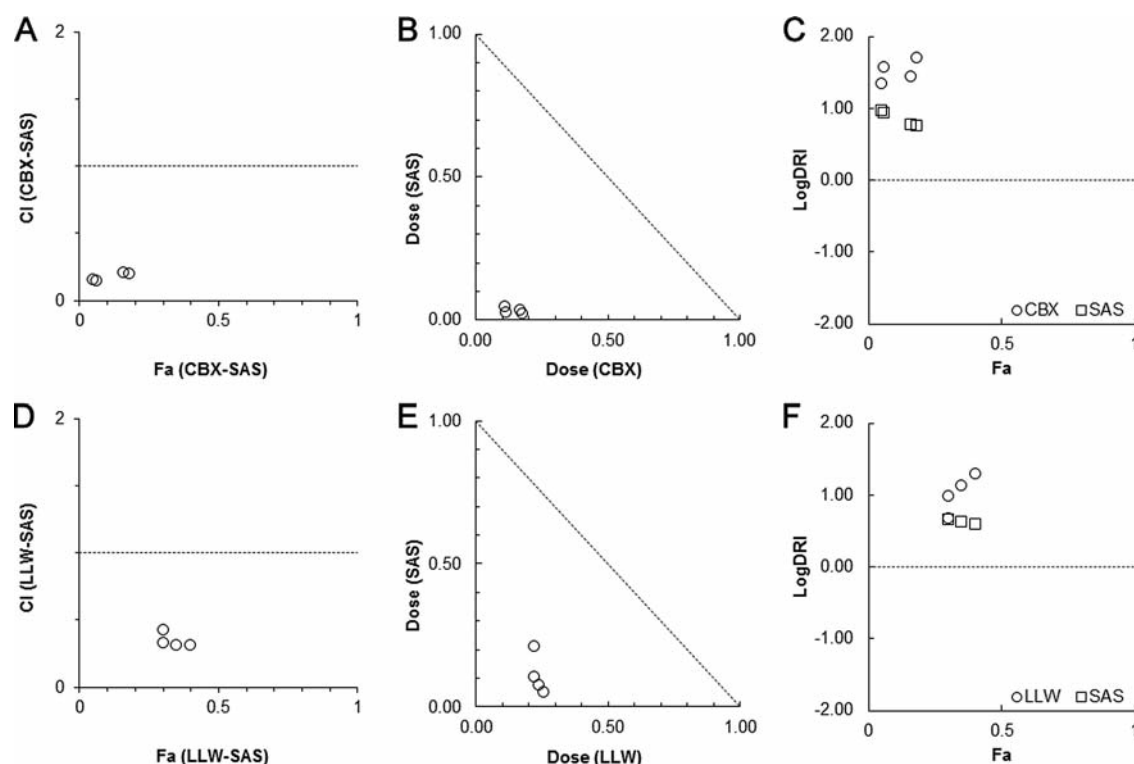 A
2
CI (CBX-SAS)
0
0
0.5
1
Fa (CBX-SAS)
B
1.00
Dose (SAS)
0.50
0.00
0.00
0.50
1.00
Dose (CBX)
C
2.00
1.00
LogDRI
0.00
-1.00
-2.00
CBX SAS
0
0.5
1
Fa
D
2
CI (LLW-SAS)
0
0
0.5
1
Fa (LLW-SAS)
E
1.00
Dose (SAS)
0.50
0.00
0.00
0.50
1.00
Dose (LLW)
F
2.00
1.00
LogDRI
0.00
-1.00
-2.00
LLW SAS
0
0.5
1
Fa